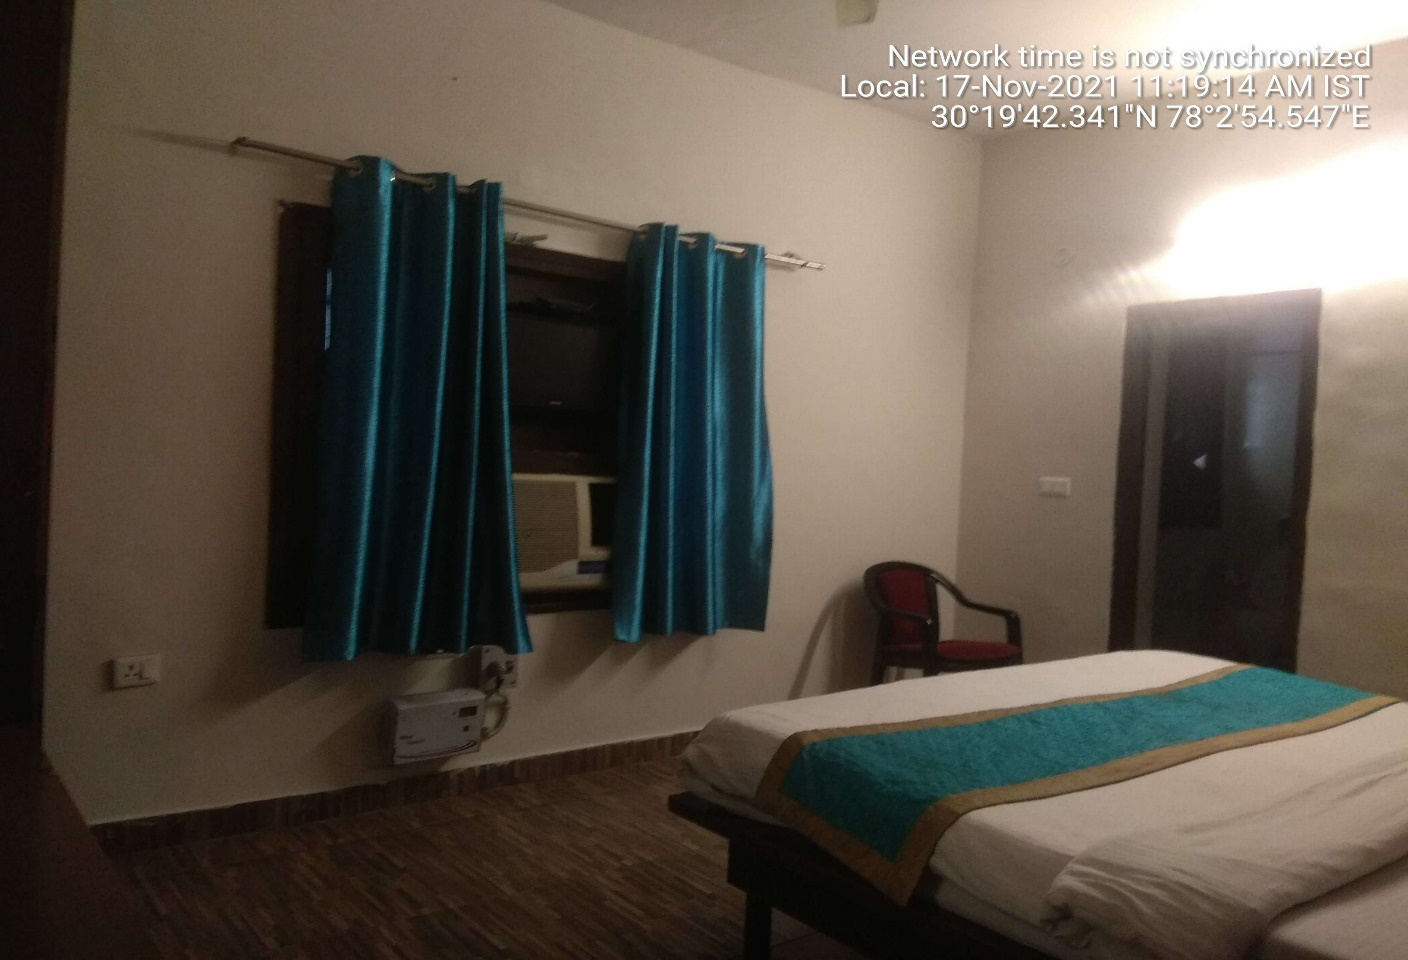 Network time is not synchronized
Local: 17-Nov-2021 11:19:14 AM IST
30°19'42.341"N 78°2'54.547"E